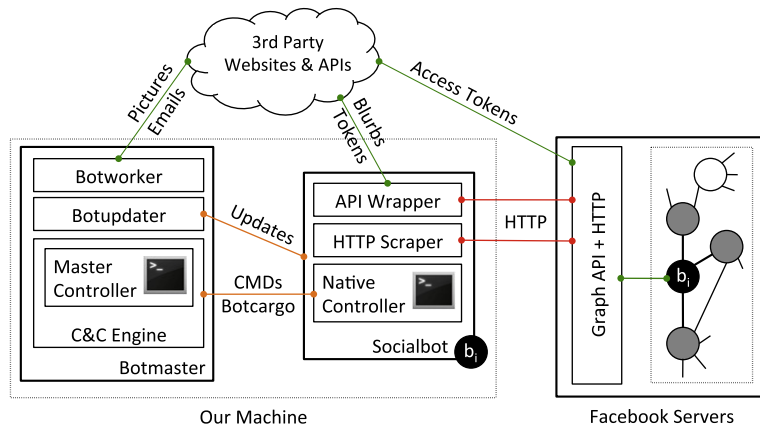 3rd Party
Websites & APIs
Pictures
Emails
Blurbs
Tokens
Access Tokens
Botworker
Botupdater
Master
Controller
>_
C&C Engine
Botmaster
Updates
CMDs
Botcargo
API Wrapper
HTTP Scraper
Native
Controller
>_
Socialbot
bi
HTTP
Graph API + HTTP
bi
Our Machine
Facebook Servers